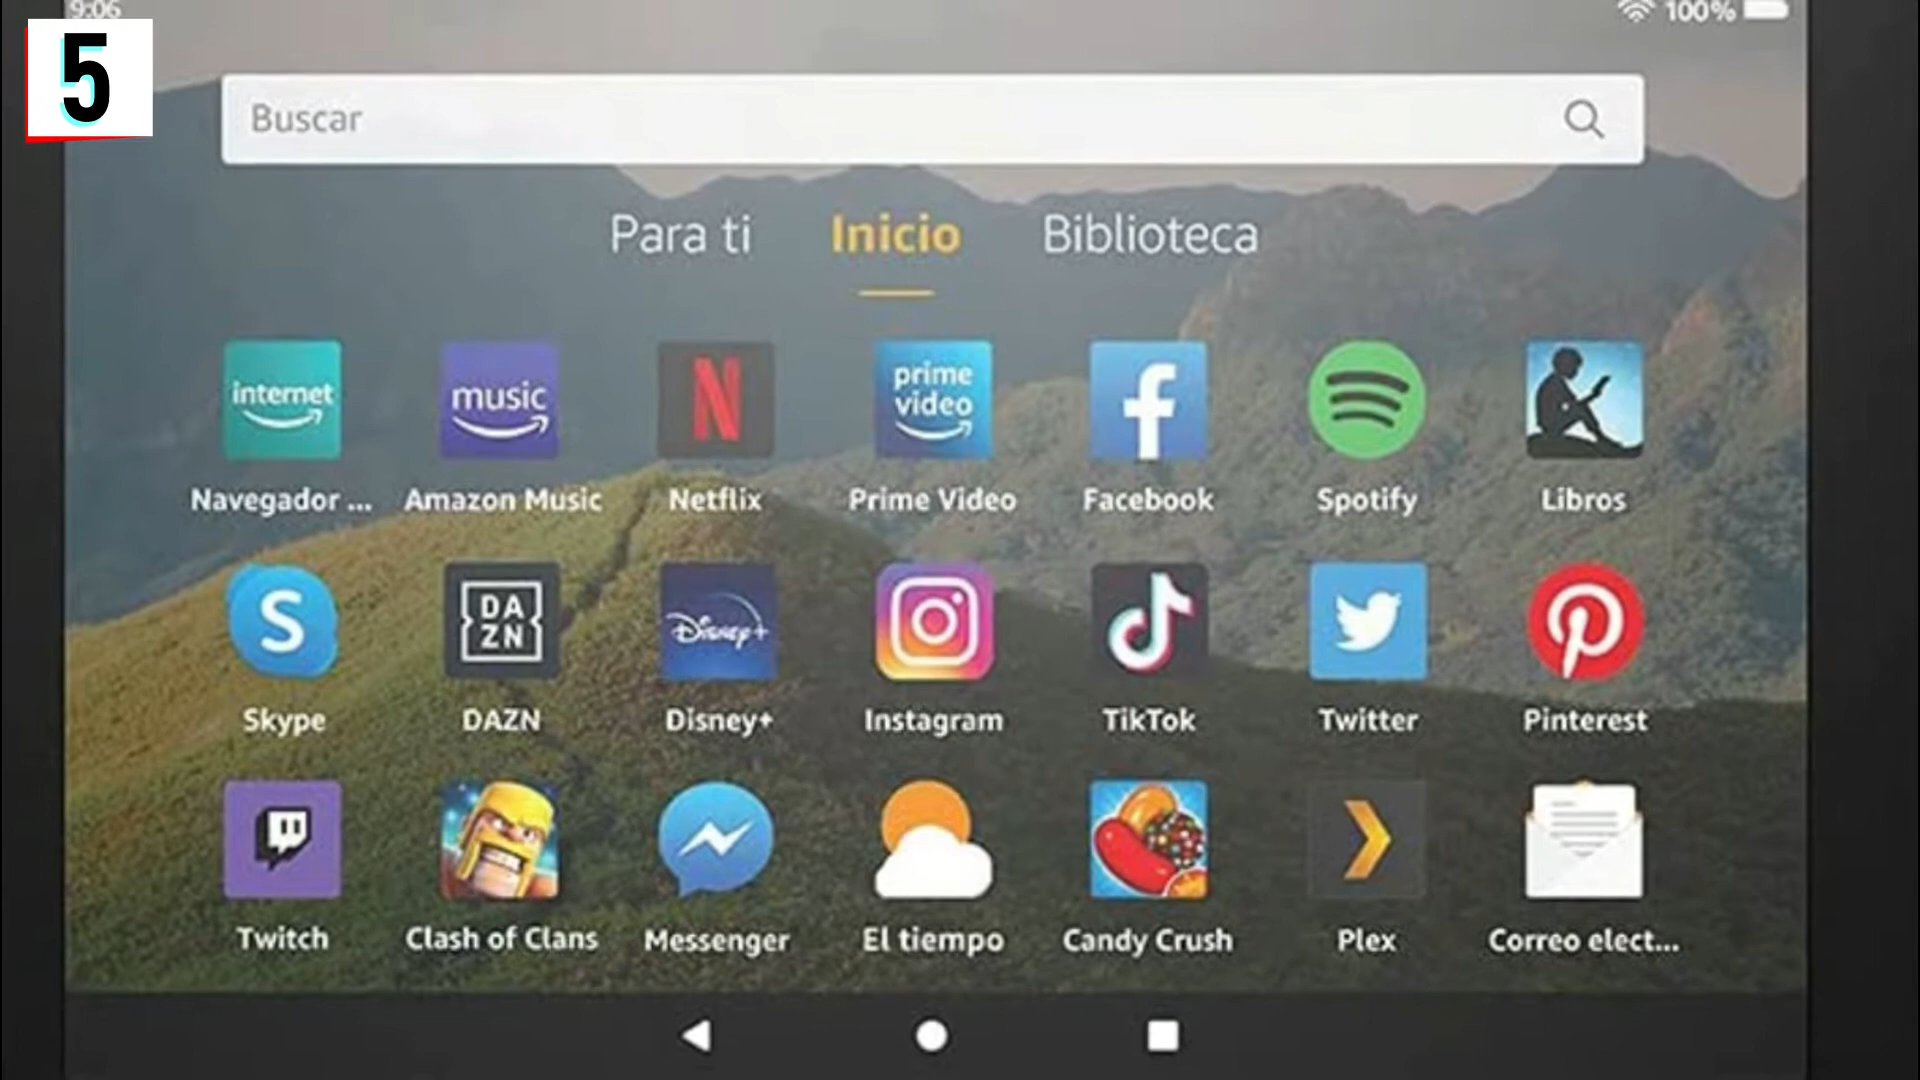 9:06
100%
5
Buscar
Para ti Inicio Biblioteca
internet music prime video
Navegador ... Amazon Music Netflix Prime Video Facebook Spotify Libros
DAZN Disney+
Skype DAZN Disney+ Instagram TikTok Twitter Pinterest
Twitch Clash of Clans Messenger El tiempo Candy Crush Plex Correo elect...